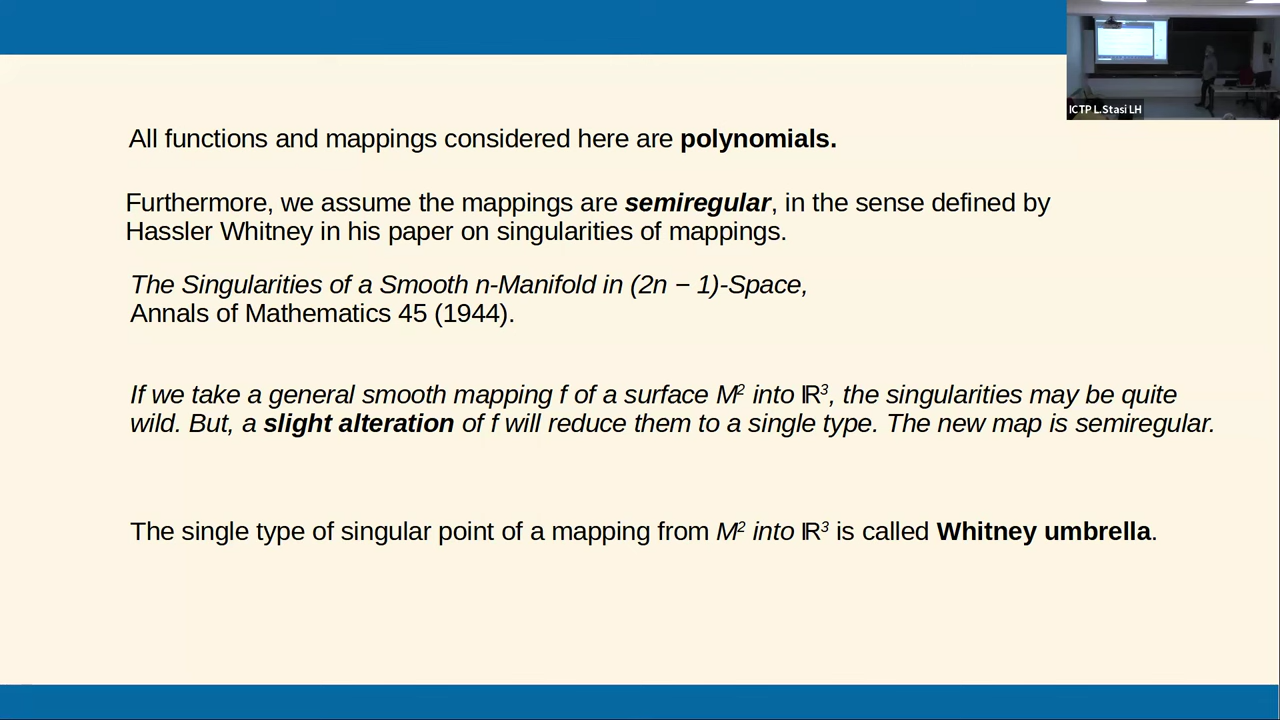 ICTP L.Stasi LH
All functions and mappings considered here are polynomials.
Furthermore, we assume the mappings are semiregular, in the sense defined by
Hassler Whitney in his paper on singularities of mappings.
The Singularities of a Smooth n-Manifold in (2n − 1)-Space,
Annals of Mathematics 45 (1944).
If we take a general smooth mapping f of a surface M² into ℝ³, the singularities may be quite
wild. But, a slight alteration of f will reduce them to a single type. The new map is semiregular.
The single type of singular point of a mapping from M² into ℝ³ is called Whitney umbrella.